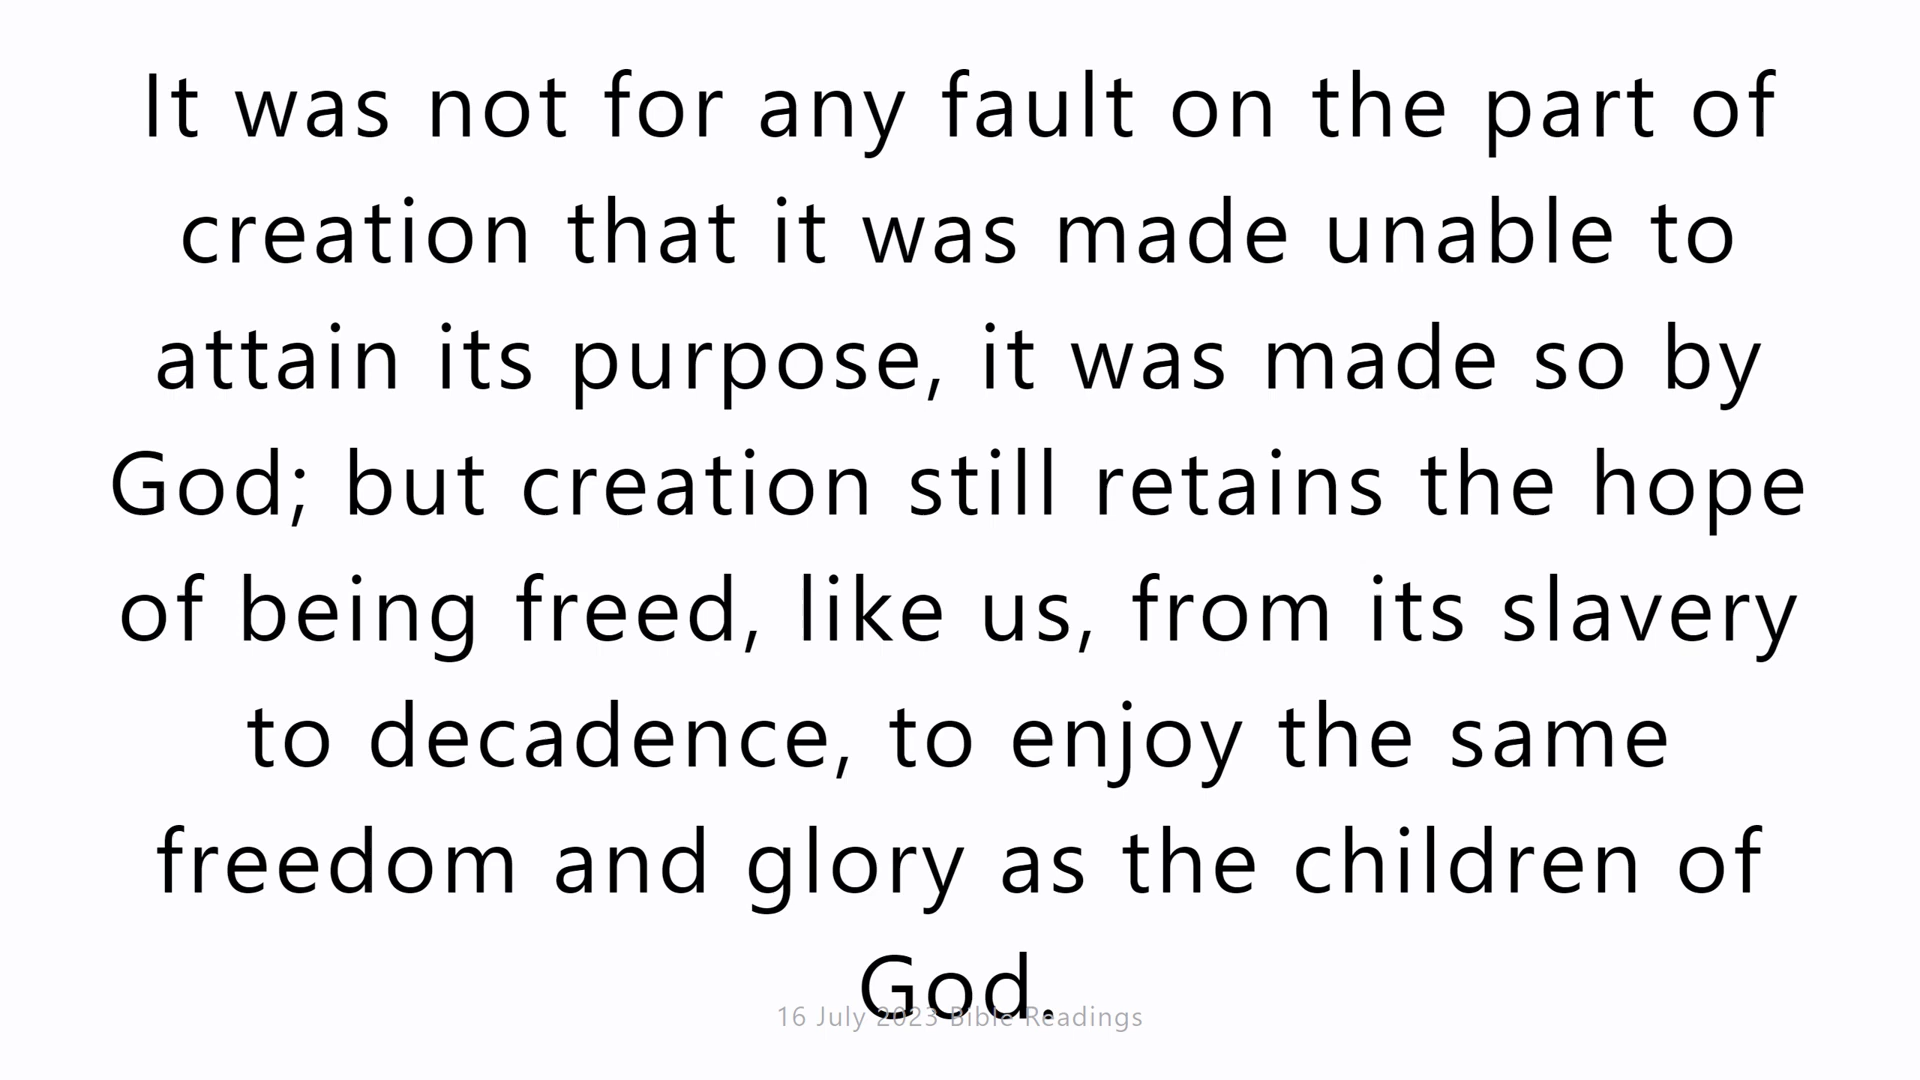 It was not for any fault on the part of
creation that it was made unable to
attain its purpose, it was made so by
God; but creation still retains the hope
of being freed, like us, from its slavery
to decadence, to enjoy the same
freedom and glory as the children of
God.
16 July 2023 Bible Readings